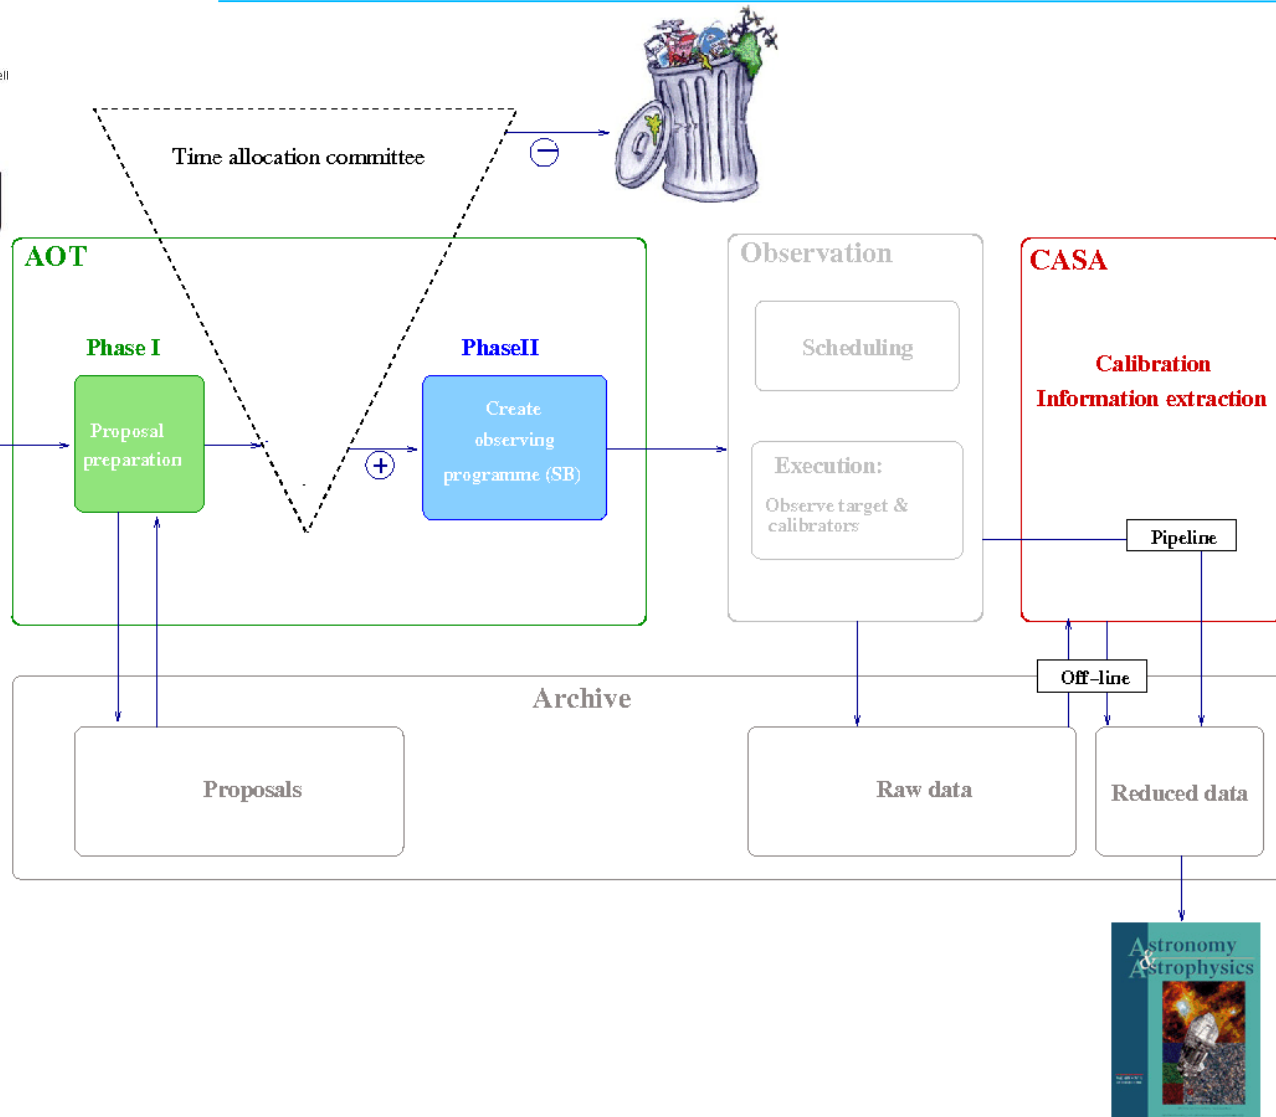 ell
Time allocation committee
AOT
Observation
CASA
Phase I
PhaseII
Scheduling
Calibration
Information extraction
Proposal
preparation
Create
observing
programme (SB)
Execution:
Observe target &
calibrators
Pipeline
Off-line
Archive
Proposals
Raw data
Reduced data
Astronomy
&
Astrophysics